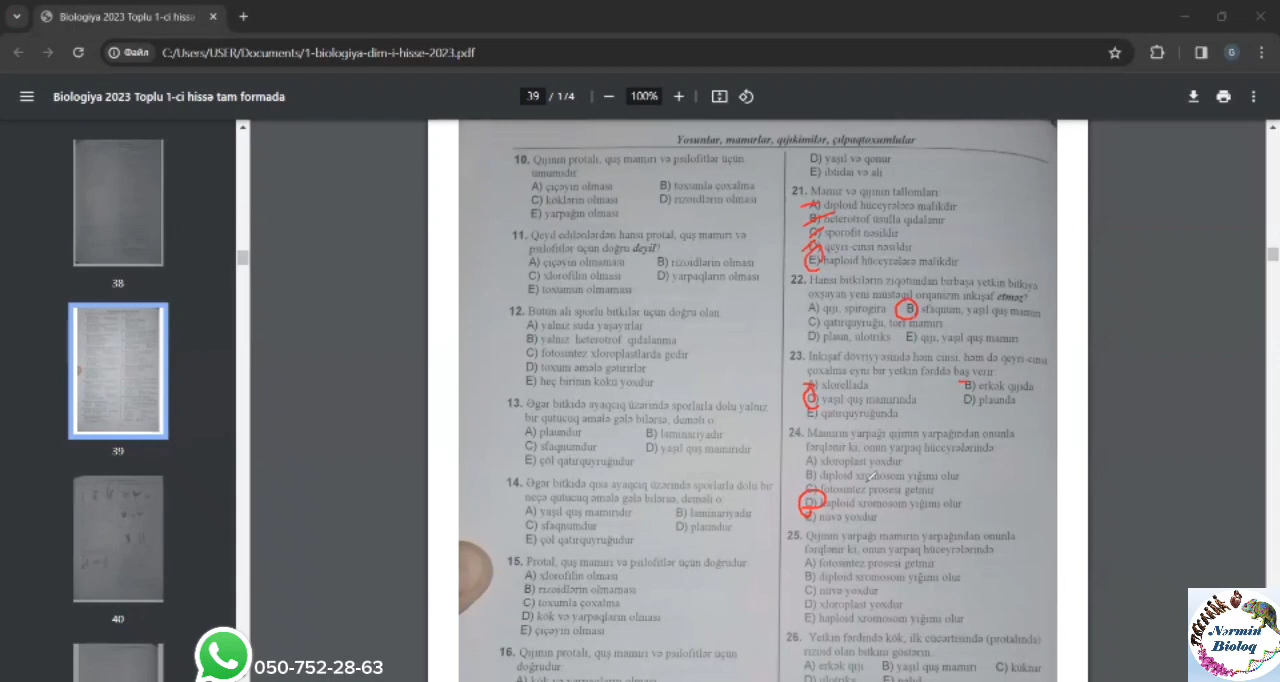 Biologiya 2023 Toplu 1-ci hissə
Файл
C:/Users/USER/Documents/1-biologiya-dim-i-hisse-2023.pdf
G
Biologiya 2023 Toplu 1-ci hissə tam formada
39 / 174
100%
38
39
40
Yosunlar, mamırlar, qıjıkimilər, çılpaqtoxumlular
10. Qıjının protalı, quş mamırı və psilofitlər üçün
ümumidir
A) çiçəyin olması B) toxumla çoxalma
C) köklərin olması D) rizoidlərin olması
E) yarpağın olması
11. Qeyd edilənlərdən hansı protal, quş mamırı və
psilofitlər üçün doğru deyil?
A) çiçəyin olmaması B) rizoidlərin olması
C) xlorofilin olması D) yarpaqların olması
E) toxumun olmaması
12. Bütün ali sporlu bitkilər üçün doğru olan
A) yalnız suda yaşayırlar
B) yalnız heterotrof qidalanma
C) fotosintez xloroplastlarda gedir
D) toxum əmələ gətirirlər
E) heç birinin kökü yoxdur
13. Əgər bitkidə ayaqcıq üzərində sporlarla dolu yalnız
bir qutucuq əmələ gələ bilərsə, deməli o:
A) plaundur B) laminariyadır
C) sfaqnumdur D) yaşıl quş mamırıdır
E) çöl qatırquyruğudur
14. Əgər bitkidə qısa ayaqcıq üzərində sporlarla dolu bir
neçə qutucuq əmələ gələ bilərsə, deməli o:
A) yaşıl quş mamırıdır B) laminariyadır
C) sfaqnumdur D) plaundur
E) çöl qatırquyruğudur
15. Protal, quş mamırı və psilofitlər üçün doğrudur
A) xlorofilin olması
B) rizoidlərin olmaması
C) toxumla çoxalma
D) kök və yarpaqların olması
E) çiçəyin olması
16. Qıjının protalı, quş mamırı və psilofitlər üçün
doğrudur
A) kök və yarpaqların olması
D) yaşıl və qonur
E) ibtidai və ali
21. Mamır və qıjının tallomları
A) diploid hüceyrələrə malikdir
B) heterotrof üsulla qidalanır
C) sporofit nəsildir
D) qeyri-cinsi nəsildir
E) haploid hüceyrələrə malikdir
22. Hansı bitkilərin ziqotundan birbaşa yetkin bitkiyə
oxşayan yeni müstəqil orqanizm inkişaf etməz?
A) qıjı, spirogira B) sfaqnum, yaşıl quş mamırı
C) qatırquyruğu, torf mamırı
D) plaun, ulotriks E) qıjı, yaşıl quş mamırı
23. İnkişaf dövriyyəsində həm cinsi, həm də qeyri-cinsi
çoxalma eyni bir yetkin fərddə baş verir
A) xlorellada B) erkək qıjıda
C) yaşıl quş mamırında D) plaunda
E) qatırquyruğunda
24. Mamırın yarpağı qıjının yarpağından onunla
fərqlənir ki, onun yarpaq hüceyrələrində
A) xloroplast yoxdur
B) diploid xromosom yığımı olur
C) fotosintez prosesi getmir
D) haploid xromosom yığımı olur
E) nüvə yoxdur
25. Qıjının yarpağı mamırın yarpağından onunla
fərqlənir ki, onun yarpaq hüceyrələrində
A) fotosintez prosesi getmir
B) diploid xromosom yığımı olur
C) nüvə yoxdur
D) xloroplast yoxdur
E) haploid xromosom yığımı olur
26. Yetkin fərdində kök, ilk cücərtisində (protalında)
rizoid olan bitkini göstərin.
A) erkək qıjı B) yaşıl quş mamırı C) küknar
D) ulotriks
050-752-28-63
Nərmin
Bioloq